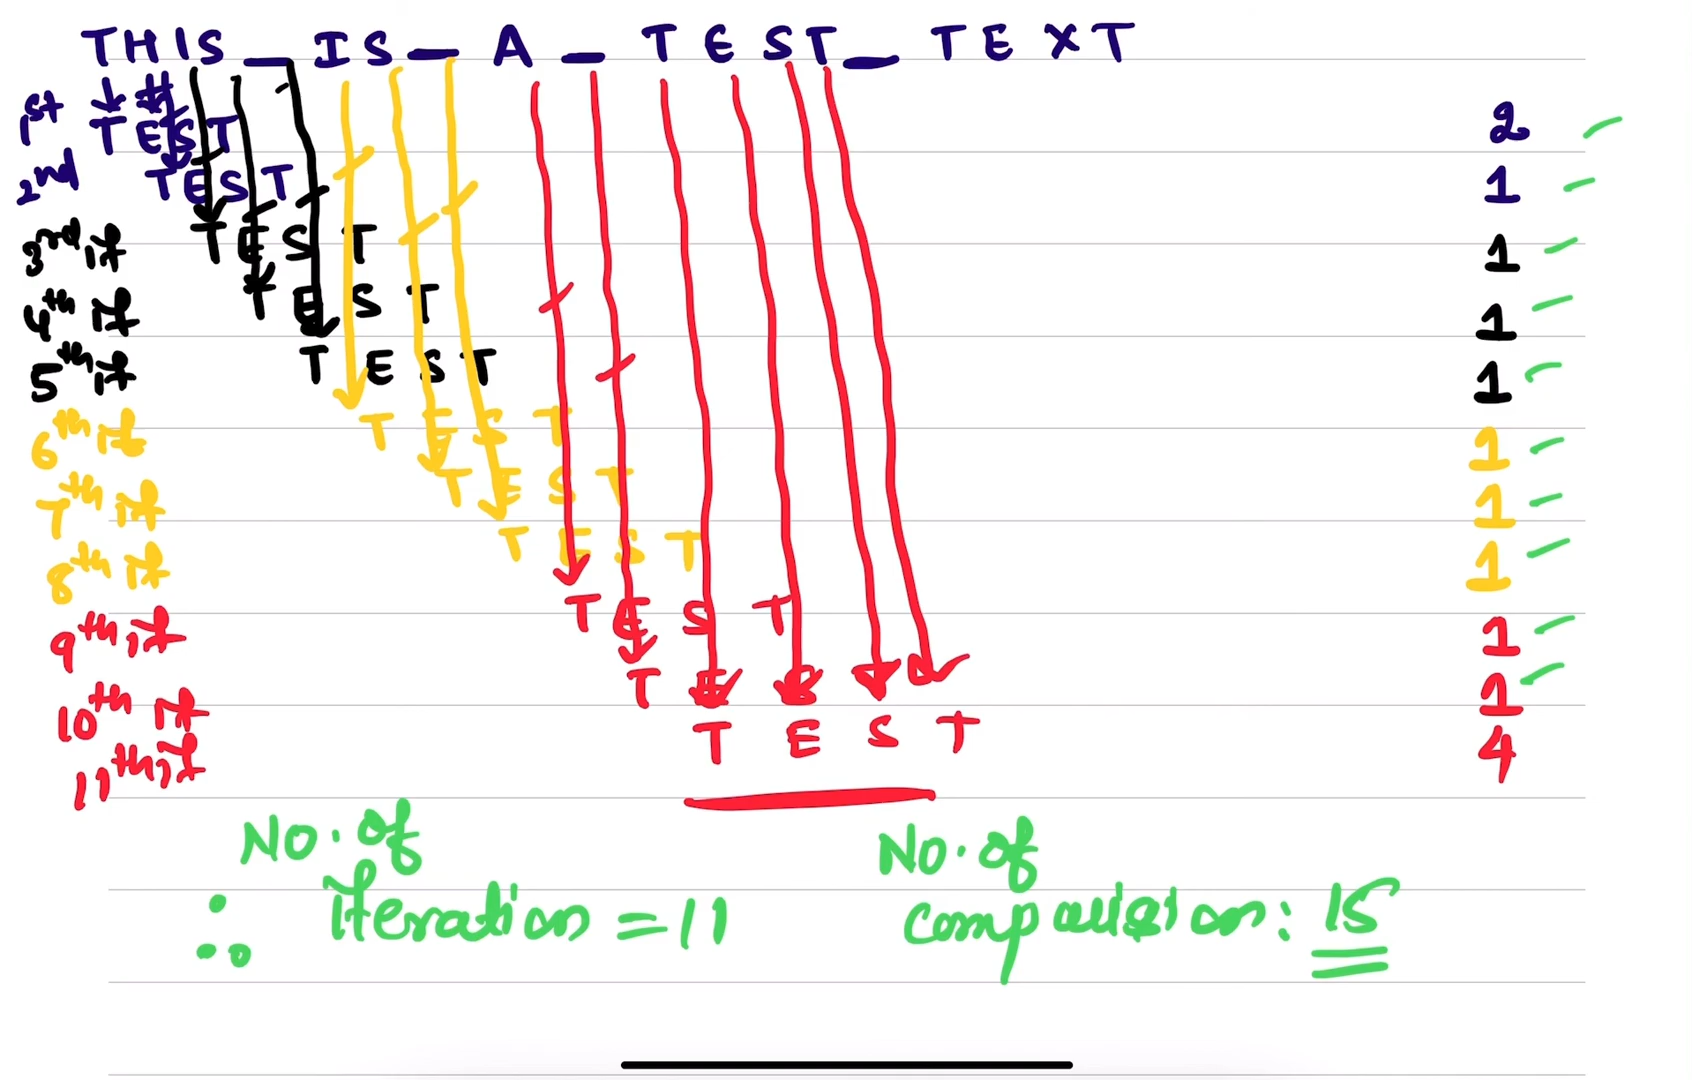 THIS _ IS _ A _ TEST _ TEXT
1st TEST 2
2nd TEST 1
3rd it TEST 1
4th it TEST 1
5th it TEST 1
6th it TEST 1
7th it TEST 1
8th it TEST 1
9th it TEST 1
10th it TEST 1
11th it TEST 4
No. of No. of
∴ iteration = 11 comparision: 15